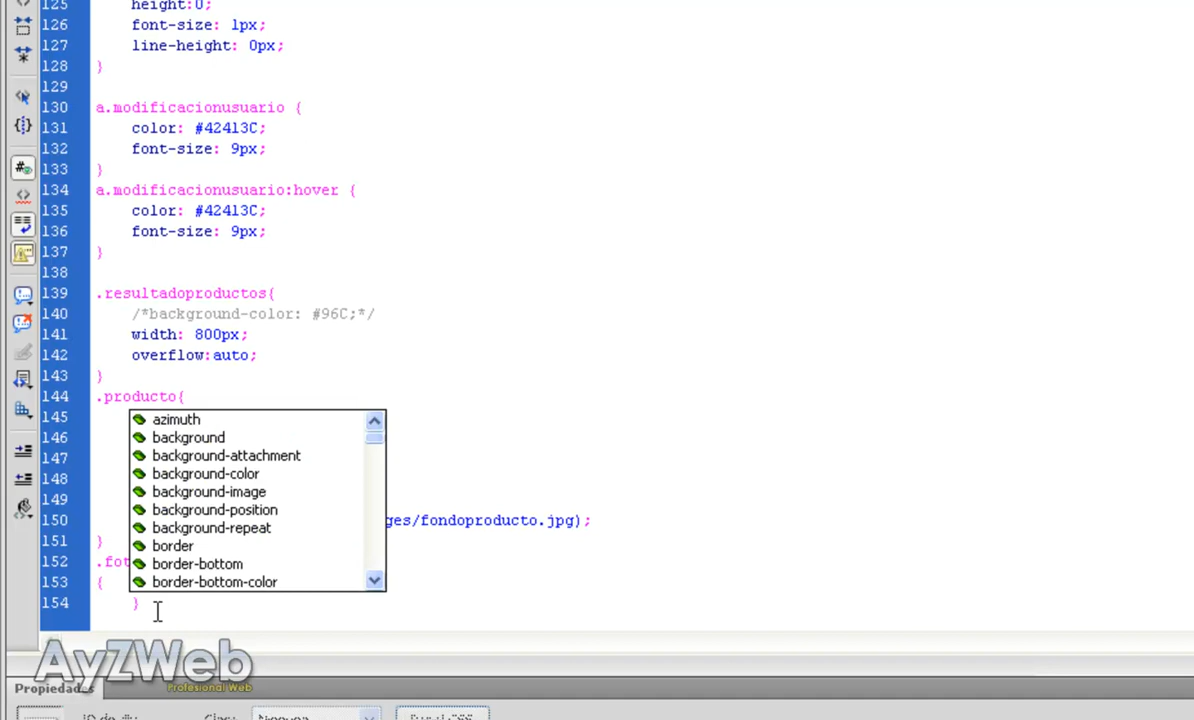 125 height:0;
126 font-size: 1px;
127 line-height: 0px;
128 }
129
130 a.modificacionusuario {
131 color: #42413C;
132 font-size: 9px;
133 }
134 a.modificacionusuario:hover {
135 color: #42413C;
136 font-size: 9px;
137 }
138
139 .resultadoproductos{
140 /*background-color: #96C;*/
141 width: 800px;
142 overflow:auto;
143 }
144 .producto{
145 azimuth
146 background
147 background-attachment
148 background-color
149 background-image
background-position
150 ges/fondoproducto.jpg);
background-repeat
151 } border
152 .fot border-bottom
153 { border-bottom-color
154 }
AyZWeb
Profesional Web
Propiedades